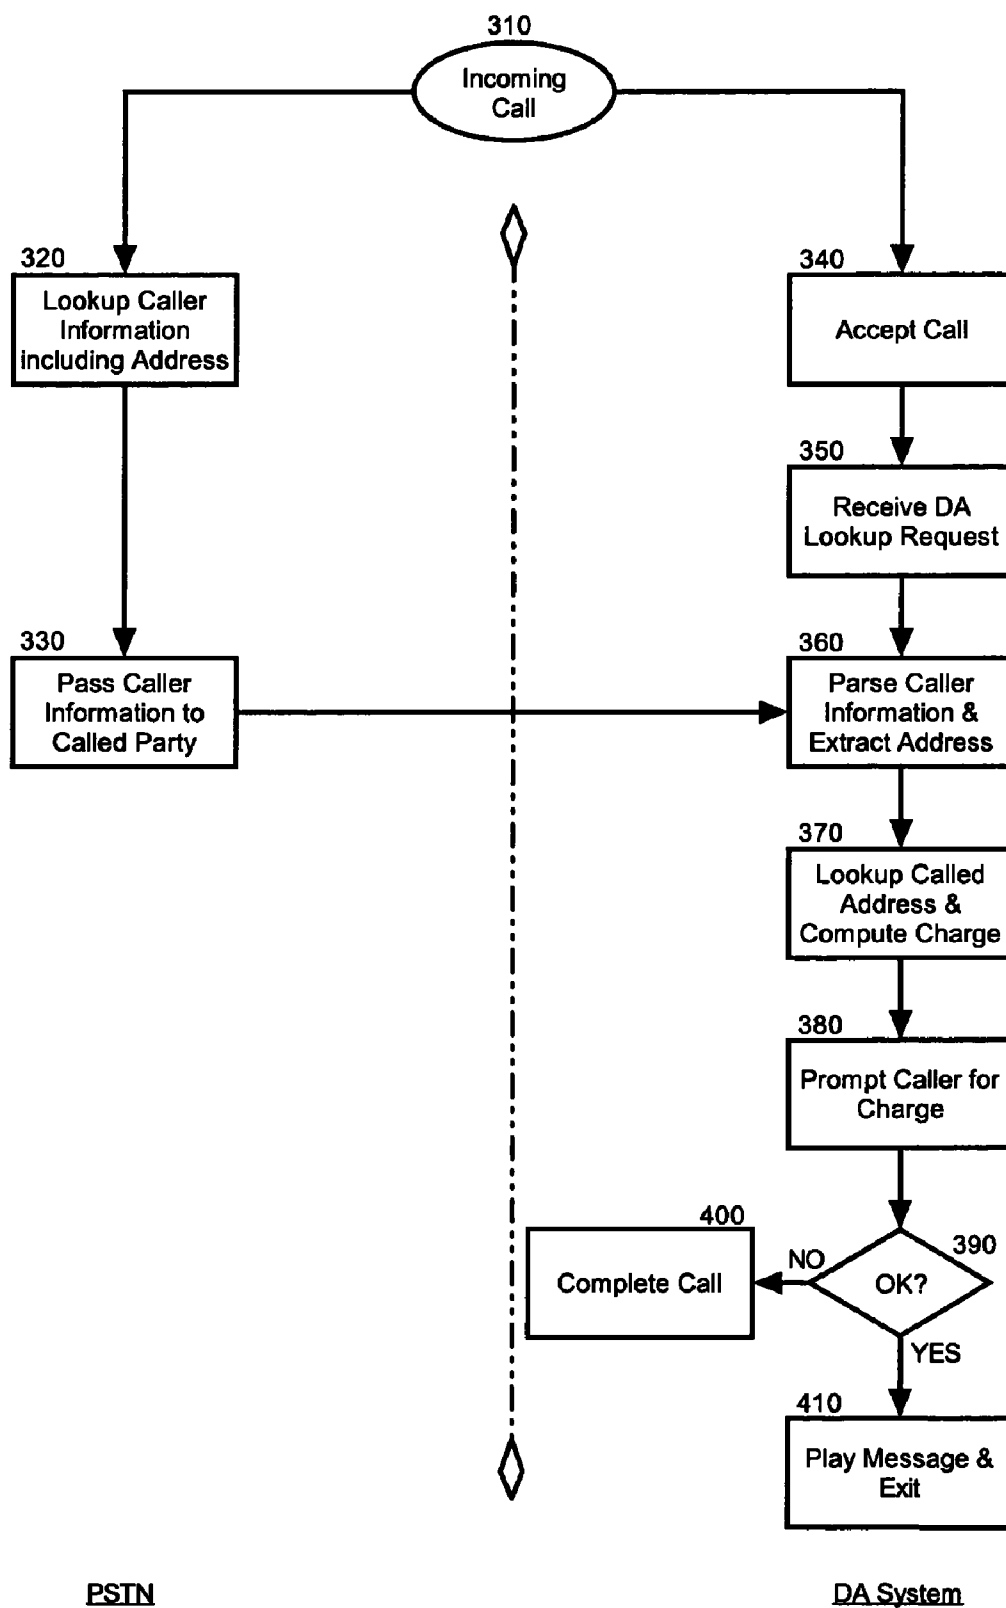 310
Incoming
Call
320
Lookup Caller
Information
including Address
340
Accept Call
350
Receive DA
Lookup Request
330
Pass Caller
Information to
Called Party
360
Parse Caller
Information &
Extract Address
370
Lookup Called
Address &
Compute Charge
380
Prompt Caller for
Charge
400
Complete Call
NO
390
OK?
YES
410
Play Message &
Exit
PSTN
DA System